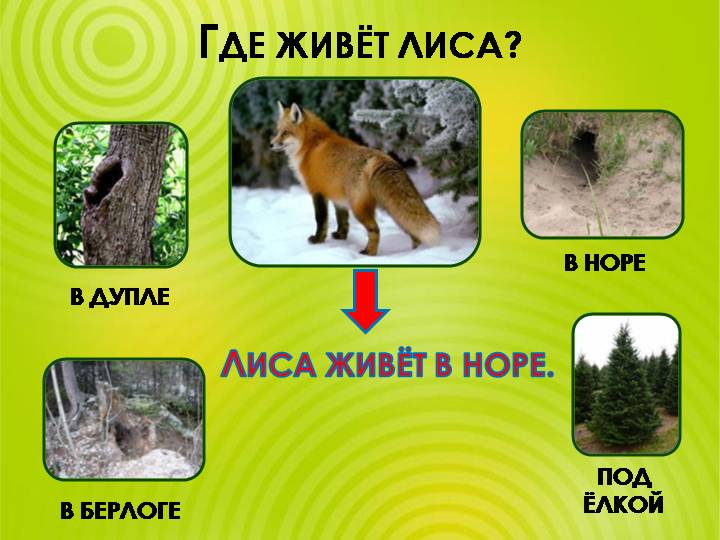 ГДЕ ЖИВЁТ ЛИСА?
В НОРЕ
В ДУПЛЕ
ЛИСА ЖИВЁТ В НОРЕ.
ПОД
ЁЛКОЙ
В БЕРЛОГЕ